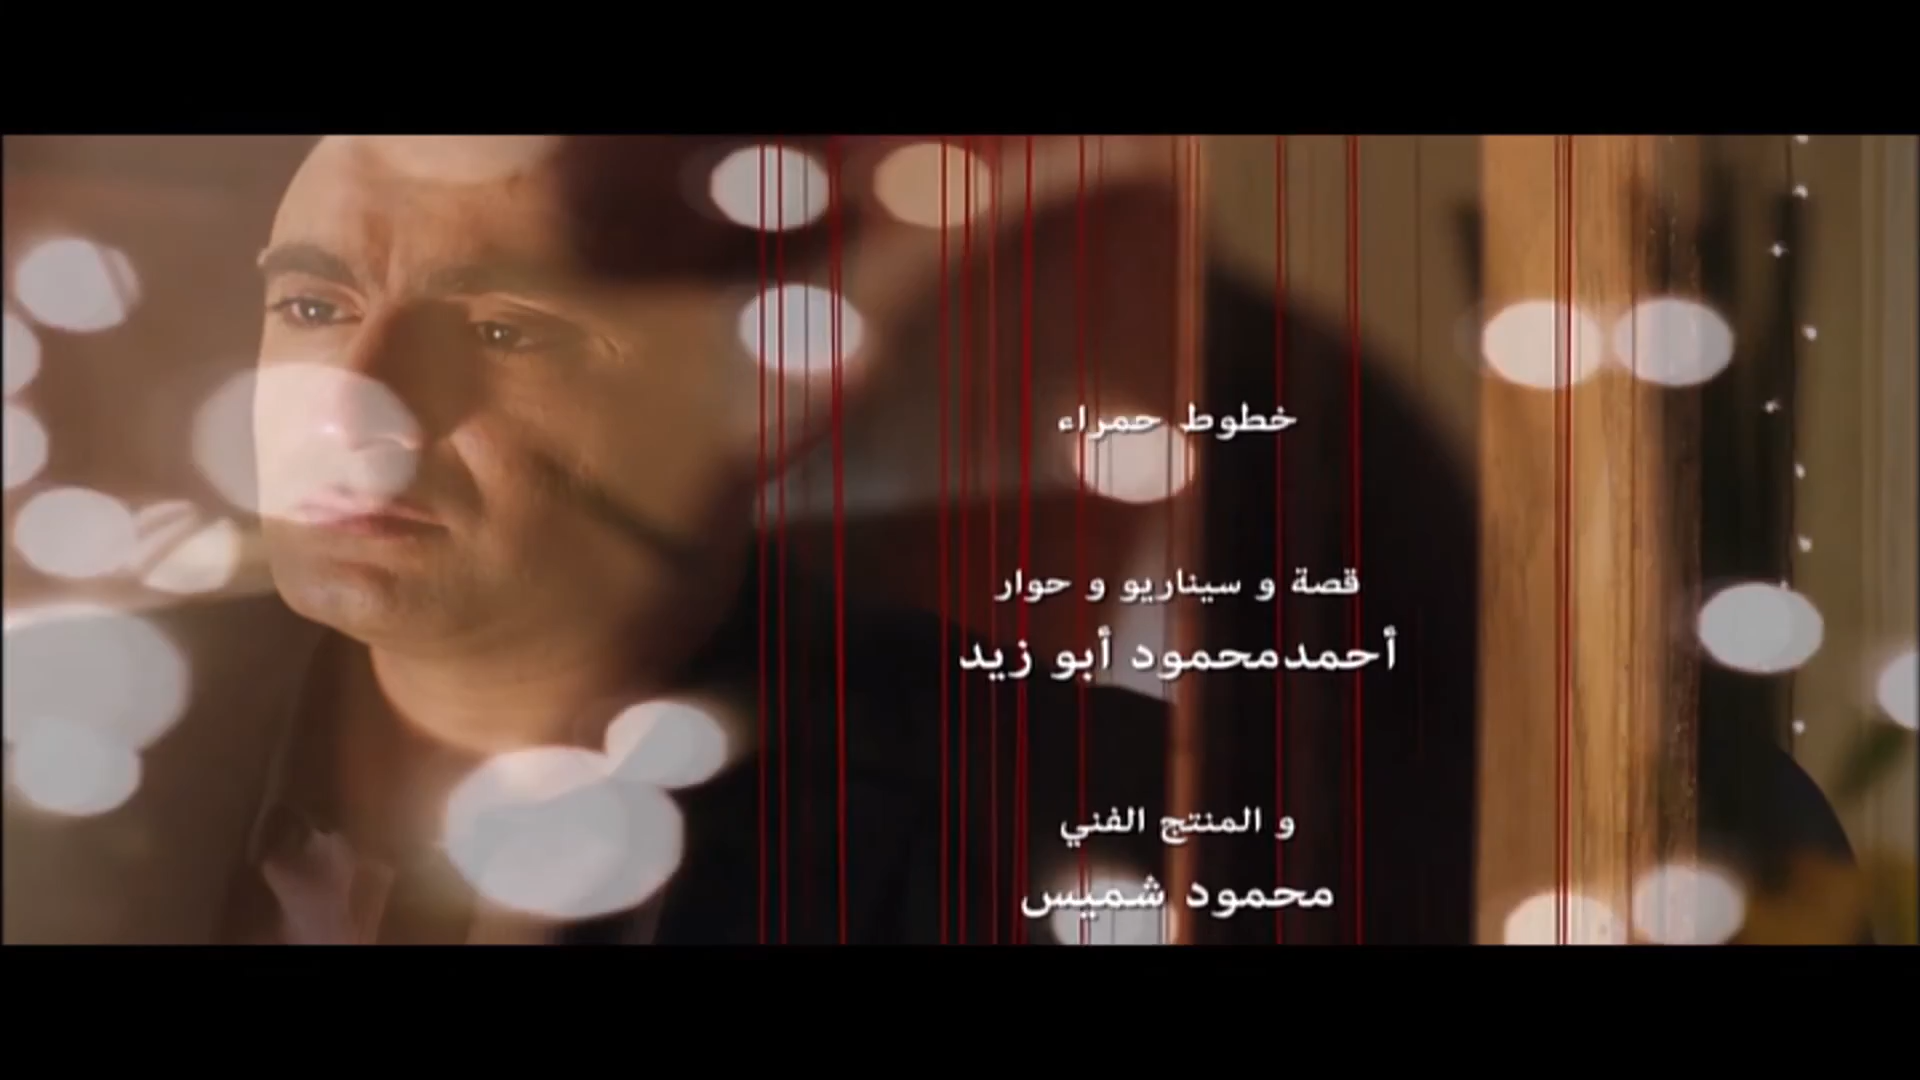 خطوط حمراء
قصة و سيناريو و حوار
أحمدمحمود أبو زيد
و المنتج الفني
محمود شميس